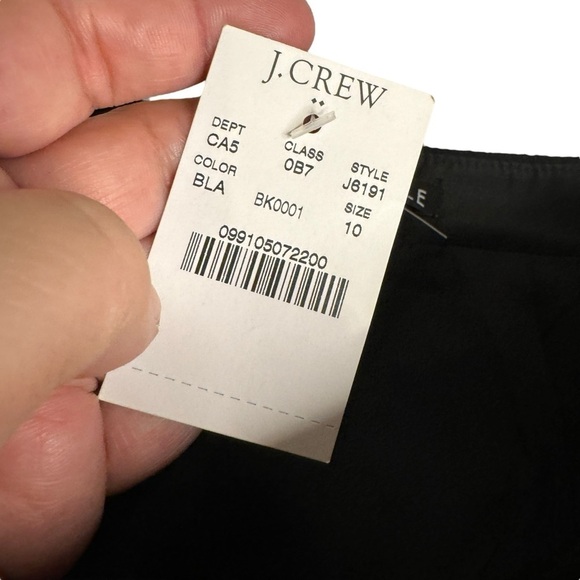 J.CREW
DEPT CLASS STYLE
CA5 0B7 J6191
COLOR SIZE
BLA BK0001 10
099105072200